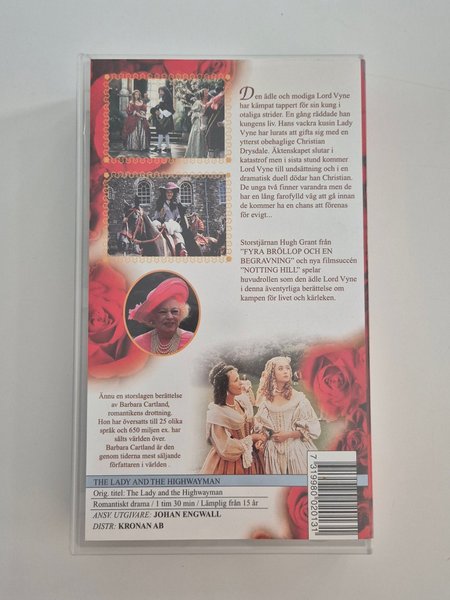 Den ädle och modiga Lord Vyne
har kämpat tappert för sin kung i
otaliga strider. En gång räddade han
kungens liv. Hans vackra kusin Lady
Vyne har lurats att gifta sig med en
ytterst obehaglige Christian
Drysdale. Äktenskapet slutar i
katastrof men i sista stund kommer
Lord Vyne till undsättning och i en
dramatisk duell dödar han Christian.
De unga två finner varandra men de
har en lång farofylld väg att gå innan
de kommer ha en chans att förenas
för evigt...
Storstjärnan Hugh Grant från
"FYRA BRÖLLOP OCH EN
BEGRAVNING" och nya filmsuccén
"NOTTING HILL" spelar
huvudrollen som den ädle Lord Vyne
i denna äventyrliga berättelse om
kampen för livet och kärleken.
Ännu en storslagen berättelse
av Barbara Cartland,
romantikens drottning.
Hon har översatts till 25 olika
språk och 650 miljen ex. har
sålts världen över.
Barbara Cartland är den
genom tiderna mest säljande
författaren i världen .
THE LADY AND THE HIGHWAYMAN
Orig. titel: The Lady and the Highwayman
Romantiskt drama / 1 tim 30 min / Lämplig från 15 år
ANSV. UTGIVARE: JOHAN ENGWALL
DISTR: KRONAN AB
7319980020131